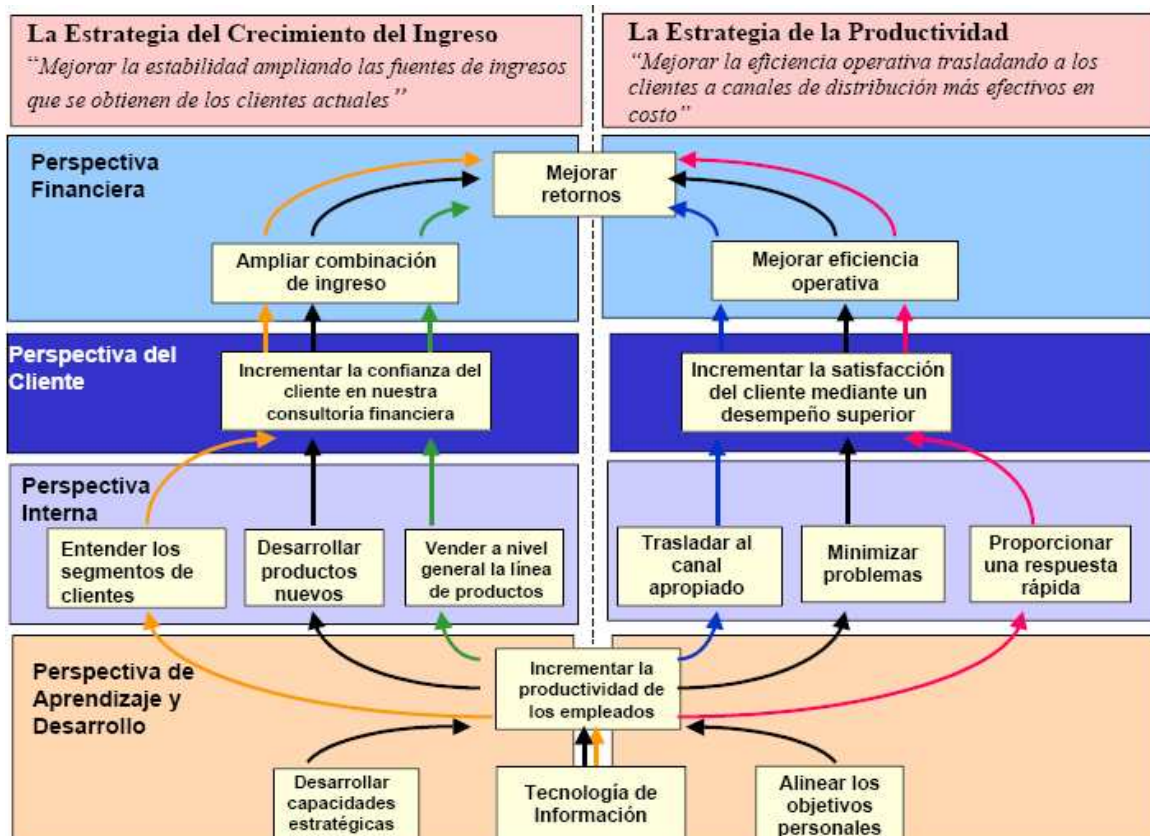 La Estrategia del Crecimiento del Ingreso
“Mejorar la estabilidad ampliando las fuentes de ingresos
que se obtienen de los clientes actuales”
La Estrategia de la Productividad
“Mejorar la eficiencia operativa trasladando a los
clientes a canales de distribución más efectivos en
costo”
Perspectiva
Financiera
Mejorar
retornos
Ampliar combinación
de ingreso
Mejorar eficiencia
operativa
Perspectiva del
Cliente
Incrementar la confianza del
cliente en nuestra
consultoría financiera
Incrementar la satisfacción
del cliente mediante un
desempeño superior
Perspectiva
Interna
Entender los
segmentos de
clientes
Desarrollar
productos
nuevos
Vender a nivel
general la línea
de productos
Trasladar al
canal
apropiado
Minimizar
problemas
Proporcionar
una respuesta
rápida
Perspectiva de
Aprendizaje y
Desarrollo
Incrementar la
productividad de
los empleados
Desarrollar
capacidades
estratégicas
Tecnología de
Información
Alinear los
objetivos
personales